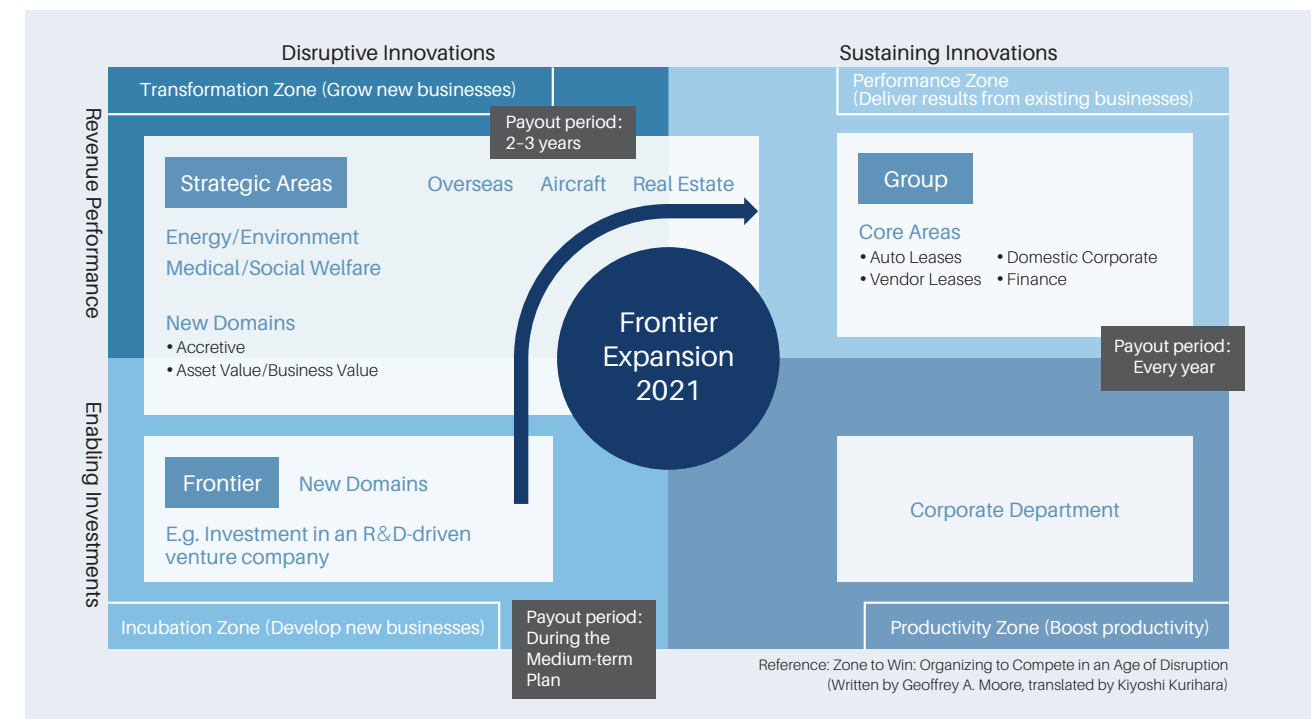 Disruptive Innovations
Sustaining Innovations
Revenue Performance
Enabling Investments
Transformation Zone (Grow new businesses)
Payout period:
2–3 years
Strategic Areas
Overseas
Aircraft
Real Estate
Energy/Environment
Medical/Social Welfare
New Domains
• Accretive
• Asset Value/Business Value
Performance Zone
(Deliver results from existing businesses)
Group
Core Areas
• Auto Leases
• Domestic Corporate
• Vendor Leases
• Finance
Payout period:
Every year
Frontier
Expansion
2021
Frontier
New Domains
E.g. Investment in an R&D-driven
venture company
Incubation Zone (Develop new businesses)
Payout period:
During the
Medium-term
Plan
Corporate Department
Productivity Zone (Boost productivity)
Reference: Zone to Win: Organizing to Compete in an Age of Disruption
(Written by Geoffrey A. Moore, translated by Kiyoshi Kurihara)